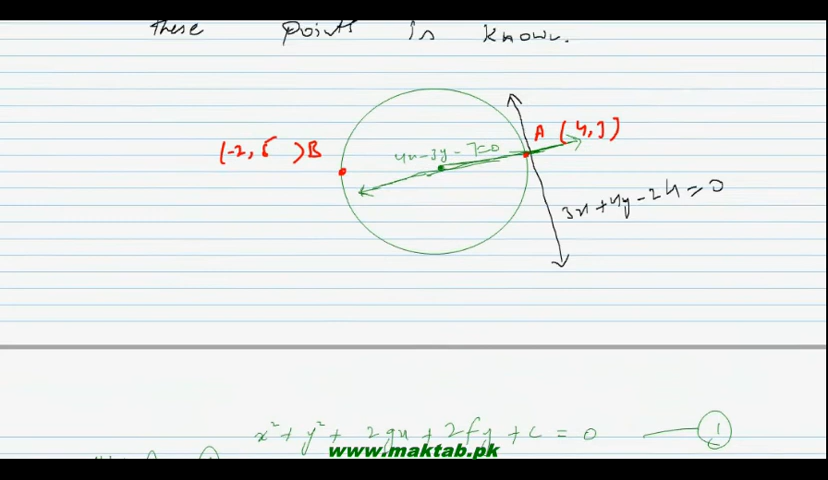 These points is known.
A (4,3)
(-2,5) B
4x-3y-7=0
3x+4y-24=0
x²+y²+2gx+2fy+c=0 1
www.maktab.pk